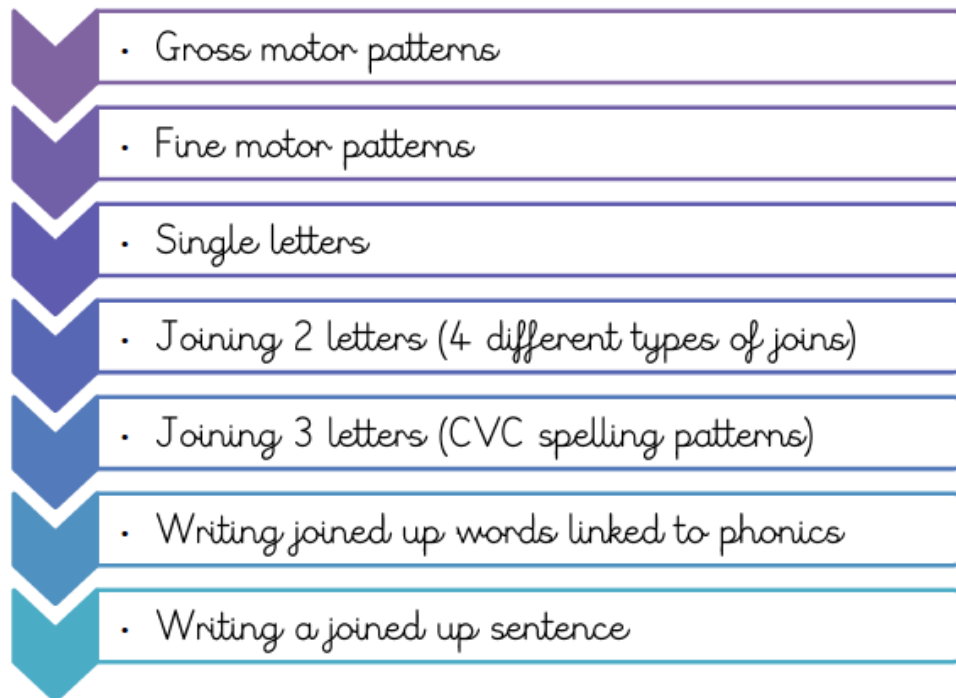 • Gross motor patterns
• Fine motor patterns
• Single letters
• Joining 2 letters (4 different types of joins)
• Joining 3 letters (CVC spelling patterns)
• Writing joined up words linked to phonics
• Writing a joined up sentence